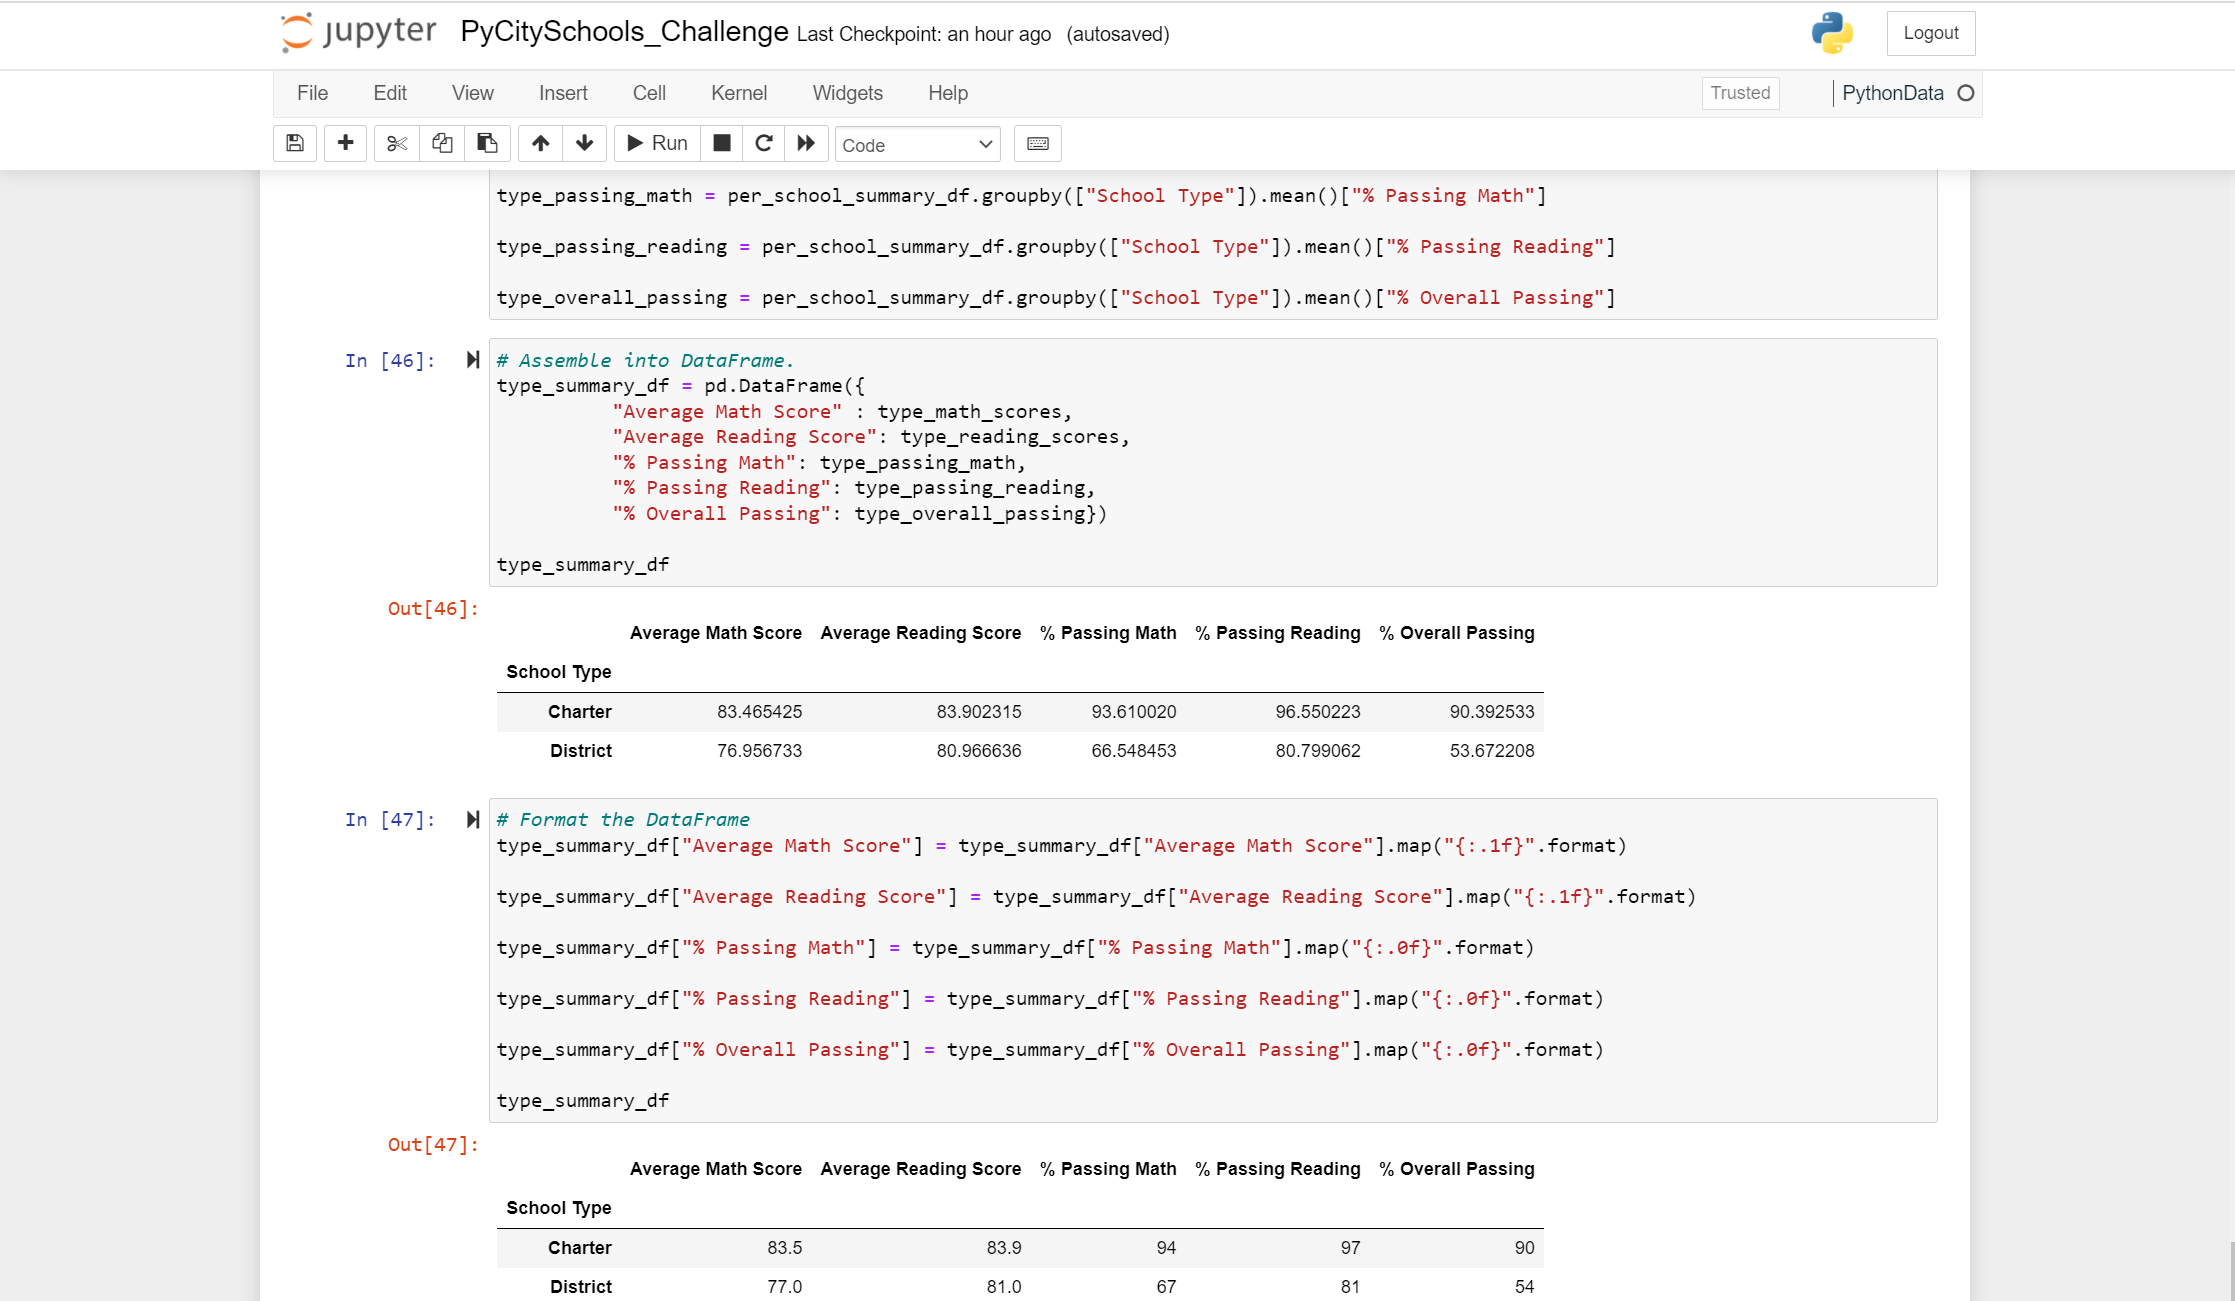 jupyter PyCitySchools_Challenge Last Checkpoint: an hour ago (autosaved) Logout
File Edit View Insert Cell Kernel Widgets Help Trusted PythonData
Run Code
type_passing_math = per_school_summary_df.groupby(["School Type"]).mean()["% Passing Math"]
type_passing_reading = per_school_summary_df.groupby(["School Type"]).mean()["% Passing Reading"]
type_overall_passing = per_school_summary_df.groupby(["School Type"]).mean()["% Overall Passing"]
In [46]: # Assemble into DataFrame.
type_summary_df = pd.DataFrame({
"Average Math Score" : type_math_scores,
"Average Reading Score": type_reading_scores,
"% Passing Math": type_passing_math,
"% Passing Reading": type_passing_reading,
"% Overall Passing": type_overall_passing})
type_summary_df
Out[46]:
Average Math Score Average Reading Score % Passing Math % Passing Reading % Overall Passing
School Type
Charter 83.465425 83.902315 93.610020 96.550223 90.392533
District 76.956733 80.966636 66.548453 80.799062 53.672208
In [47]: # Format the DataFrame
type_summary_df["Average Math Score"] = type_summary_df["Average Math Score"].map("{:.1f}".format)
type_summary_df["Average Reading Score"] = type_summary_df["Average Reading Score"].map("{:.1f}".format)
type_summary_df["% Passing Math"] = type_summary_df["% Passing Math"].map("{:.0f}".format)
type_summary_df["% Passing Reading"] = type_summary_df["% Passing Reading"].map("{:.0f}".format)
type_summary_df["% Overall Passing"] = type_summary_df["% Overall Passing"].map("{:.0f}".format)
type_summary_df
Out[47]:
Average Math Score Average Reading Score % Passing Math % Passing Reading % Overall Passing
School Type
Charter 83.5 83.9 94 97 90
District 77.0 81.0 67 81 54